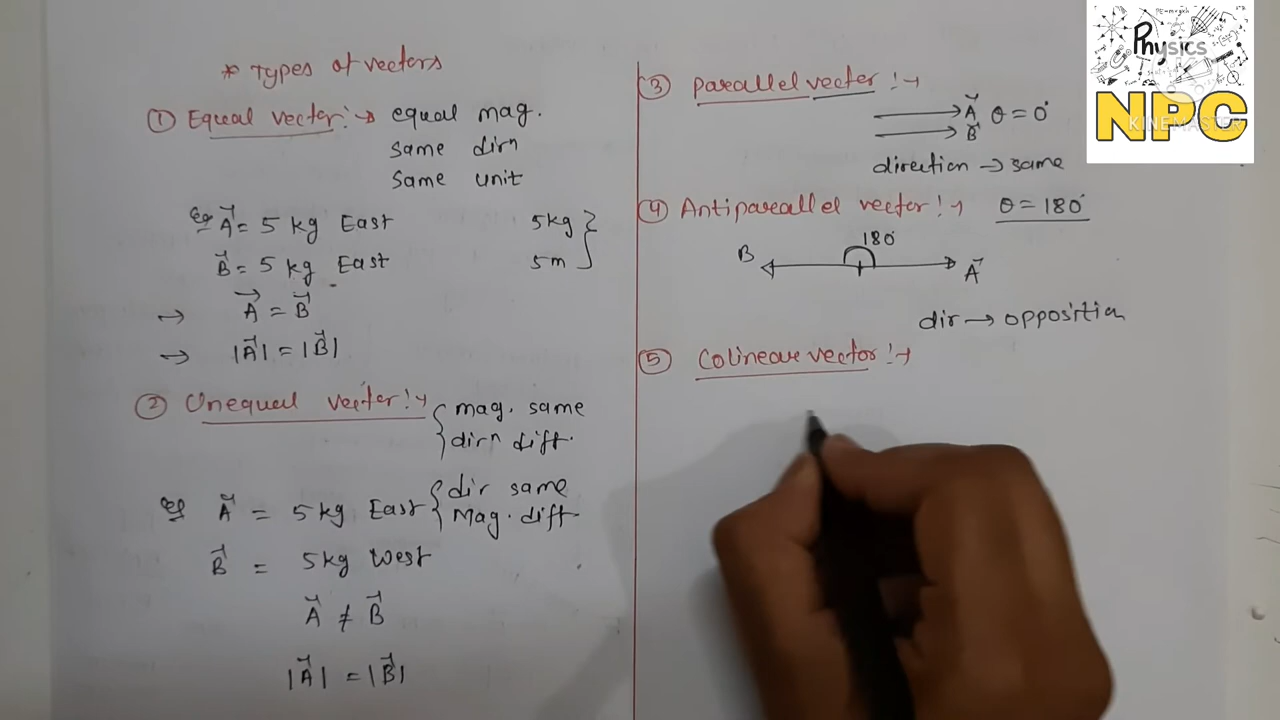 * Types of vectors
① Equal vector :→ equal mag.
same dirn
same unit
eg A⃗ = 5 kg East 5kg }
B⃗ = 5 kg East 5m
→ A⃗ = B⃗
→ |A⃗| = |B⃗|
② Unequal vector :→ { mag. same
dirn diff.
{ dir same
eg A⃗ = 5 kg East Mag. diff
B⃗ = 5 kg West
A⃗ ≠ B⃗
|A⃗| = |B⃗|
③ parallel vector :→
A⃗ θ = 0°
B⃗
direction → same
④ Antiparallel vector :→ θ = 180°
180°
B A⃗
dir → opposition
⑤ Colinear vector :→
Physics
NPC
KINEMASTER